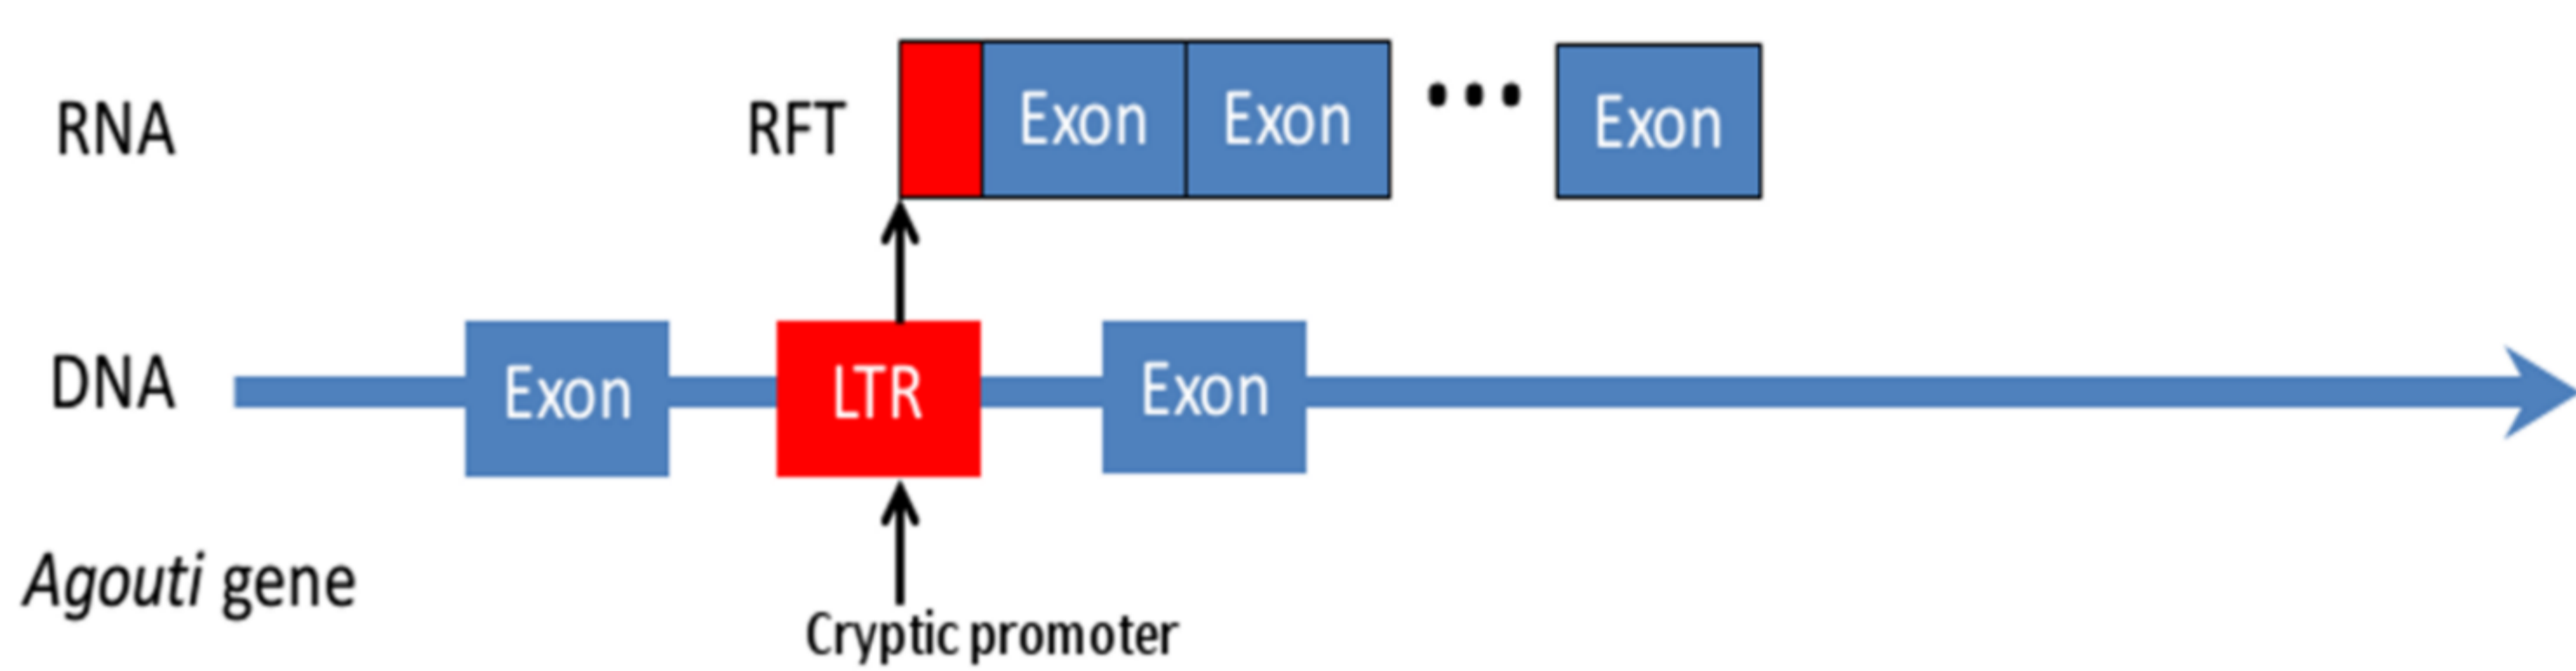 RNA RFT Exon Exon ••• Exon
DNA Exon LTR Exon
Agouti gene
Cryptic promoter